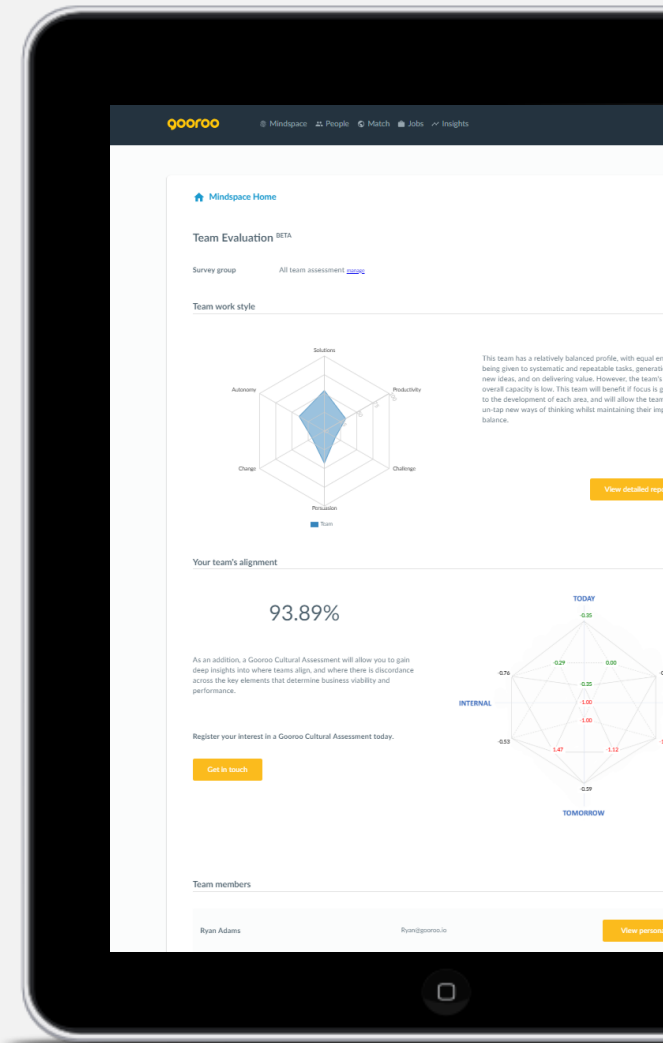 gooroo
Mindspace People Match Jobs Insights
Mindspace Home
Team Evaluation BETA
Survey group All team assessment manage
Team work style
Solutions
Autonomy
Productivity
Change
Challenge
Persuasion
Team
This team has a relatively balanced profile, with equal
being given to systematic and repeatable tasks,
new ideas, and on delivering value. However, the team's
overall capacity is low. This team will benefit if focus is
to the development of each area, and will allow the team
un-tap new ways of thinking whilst maintaining their
balance.
View detailed
Your team's alignment
93.89%
As an addition, a Gooroo Cultural Assessment will allow you to gain
deep insights into where teams align, and where there is discordance
across the key elements that determine business viability and
performance.
Register your interest in a Gooroo Cultural Assessment today.
Get in touch
TODAY
-0.35
-0.29 0.00
-0.76
0.35
INTERNAL
-1.00
-1.00
-0.53
1.47 -1.12
-0.59
TOMORROW
Team members
Ryan Adams Ryan@gooroo.io View